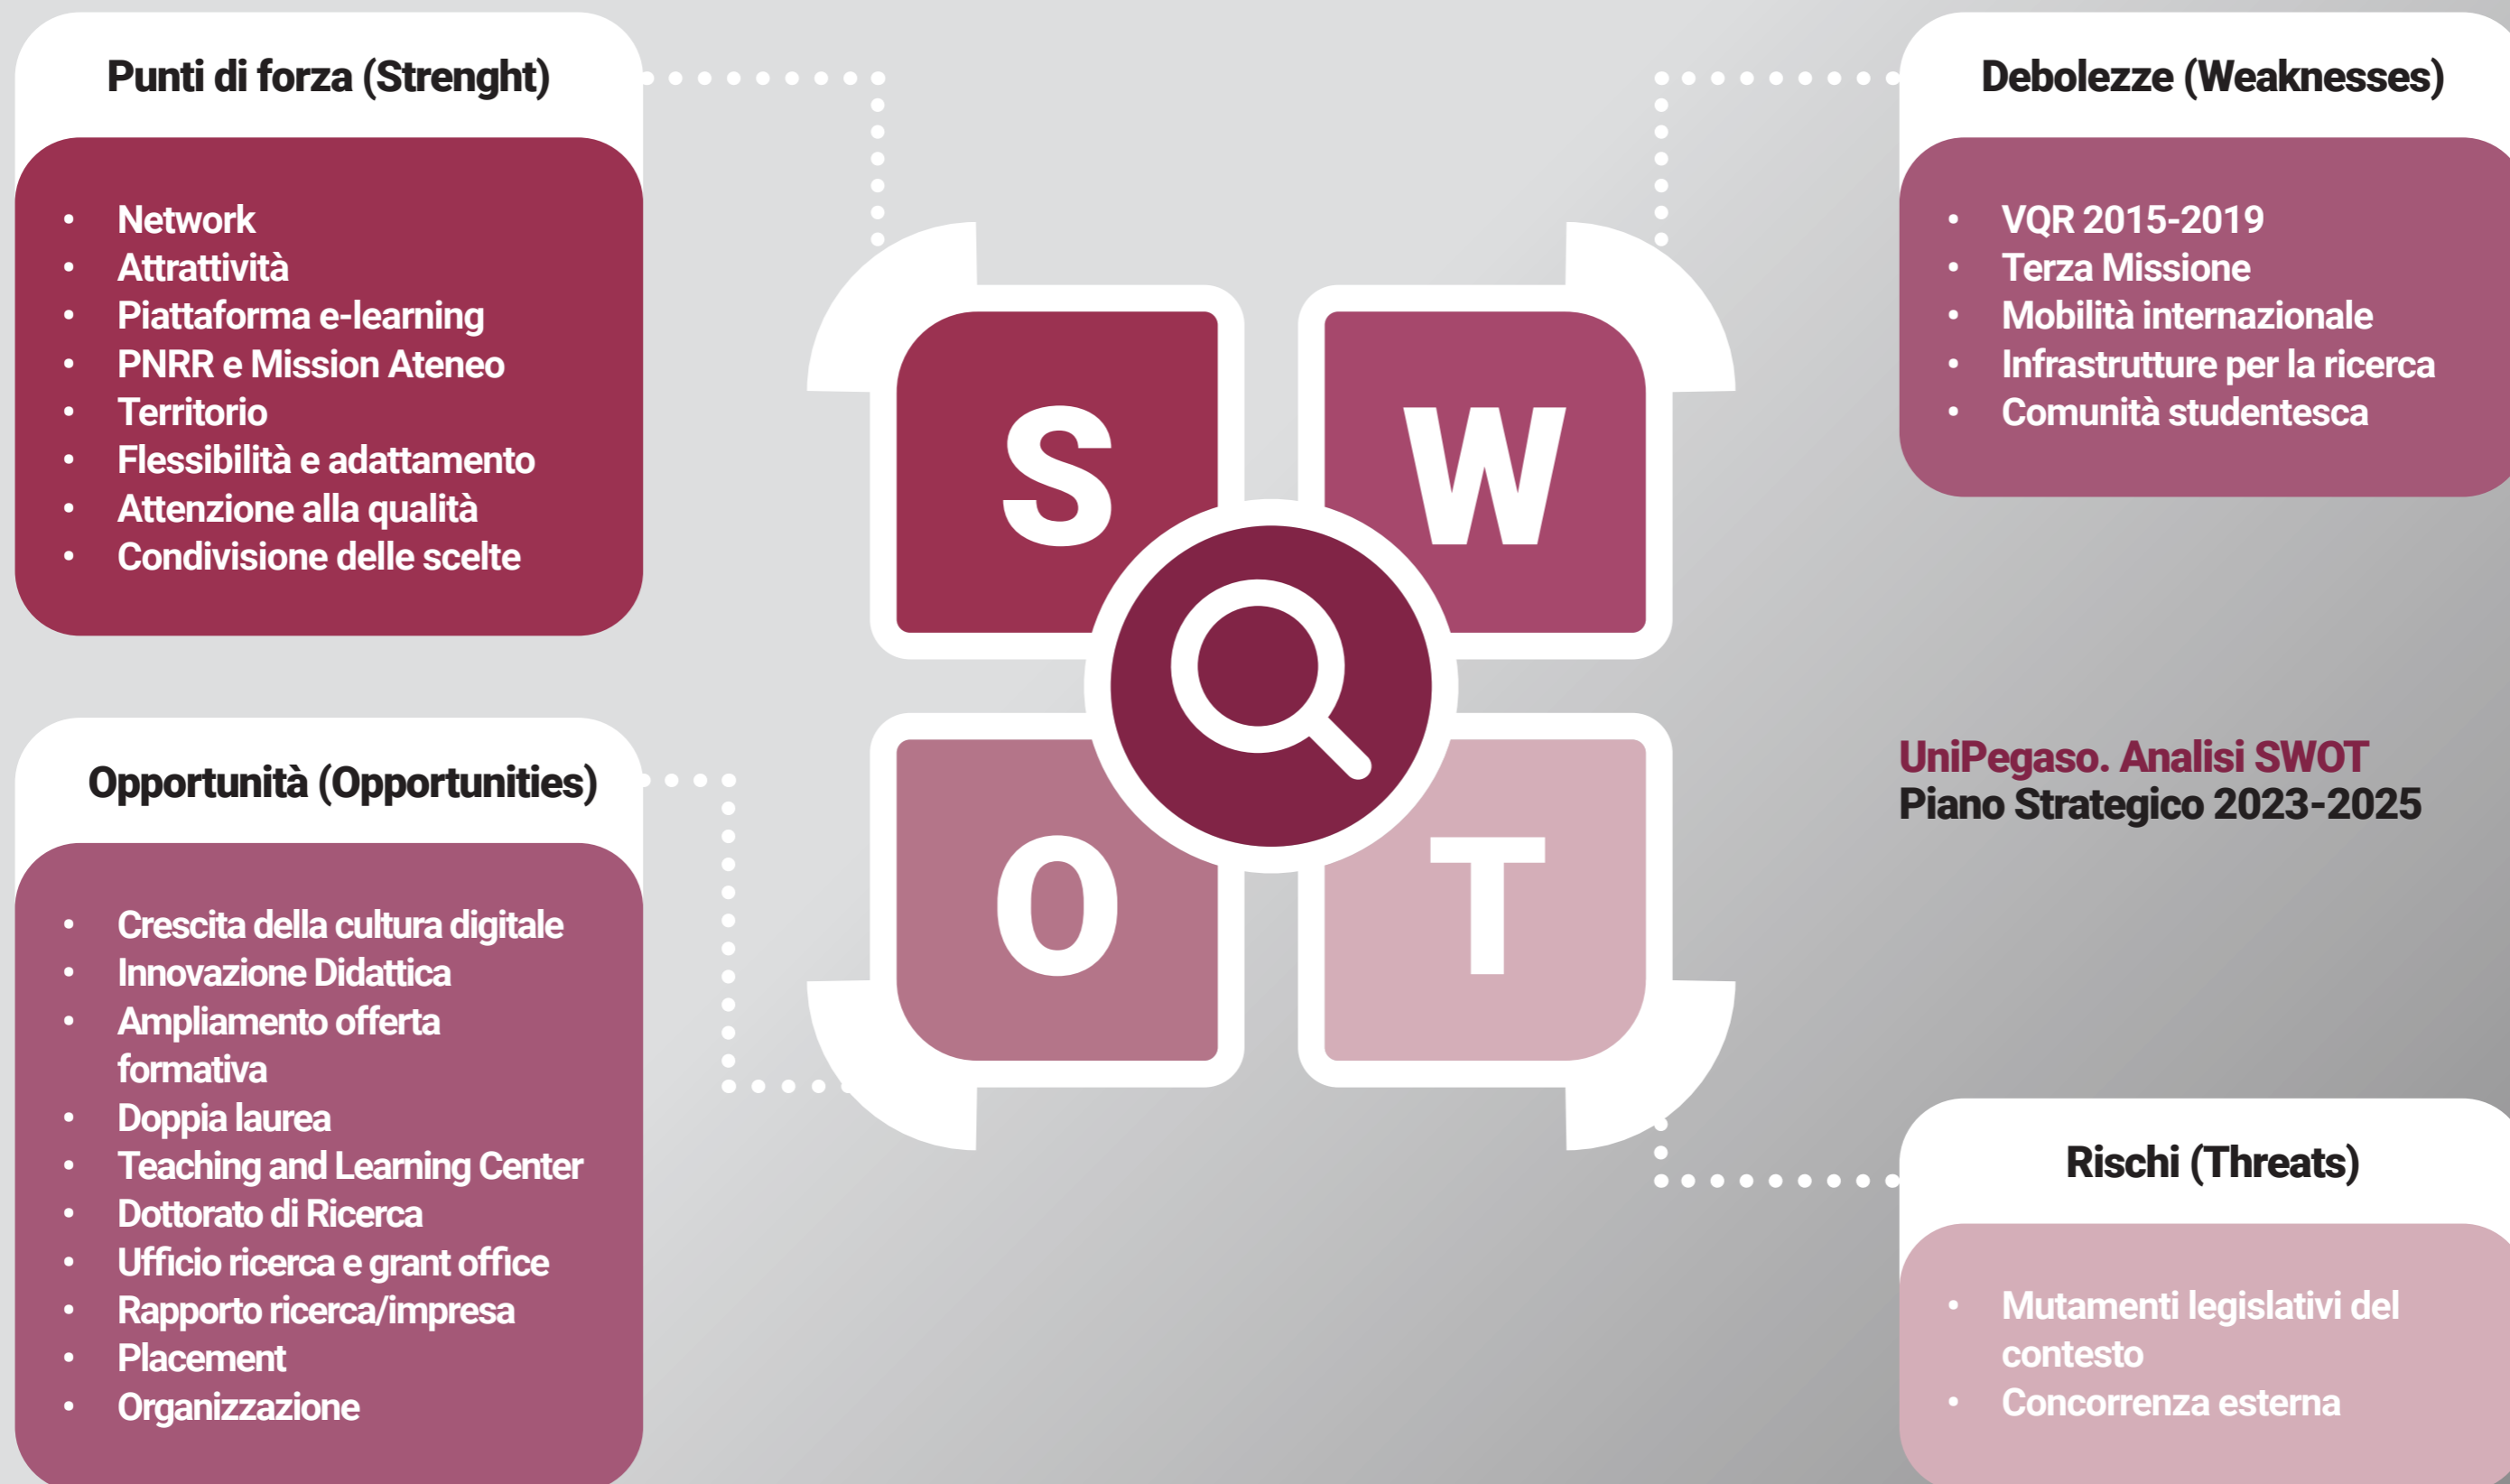 Punti di forza (Strenght)
• Network
• Attrattività
• Piattaforma e-learning
• PNRR e Mission Ateneo
• Territorio
• Flessibilità e adattamento
• Attenzione alla qualità
• Condivisione delle scelte
Debolezze (Weaknesses)
• VQR 2015-2019
• Terza Missione
• Mobilità internazionale
• Infrastrutture per la ricerca
• Comunità studentesca
S
W
O
T
Opportunità (Opportunities)
• Crescita della cultura digitale
• Innovazione Didattica
• Ampliamento offerta
formativa
• Doppia laurea
• Teaching and Learning Center
• Dottorato di Ricerca
• Ufficio ricerca e grant office
• Rapporto ricerca/impresa
• Placement
• Organizzazione
UniPegaso. Analisi SWOT
Piano Strategico 2023-2025
Rischi (Threats)
• Mutamenti legislativi del
contesto
• Concorrenza esterna